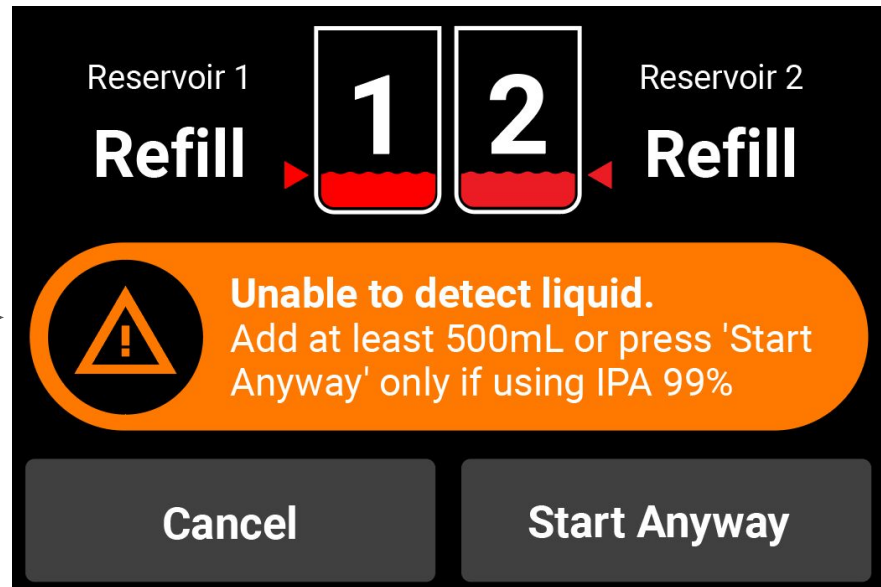 Reservoir 1
Refill
1
2
Reservoir 2
Refill
Unable to detect liquid.
Add at least 500mL or press 'Start
Anyway' only if using IPA 99%
Cancel
Start Anyway